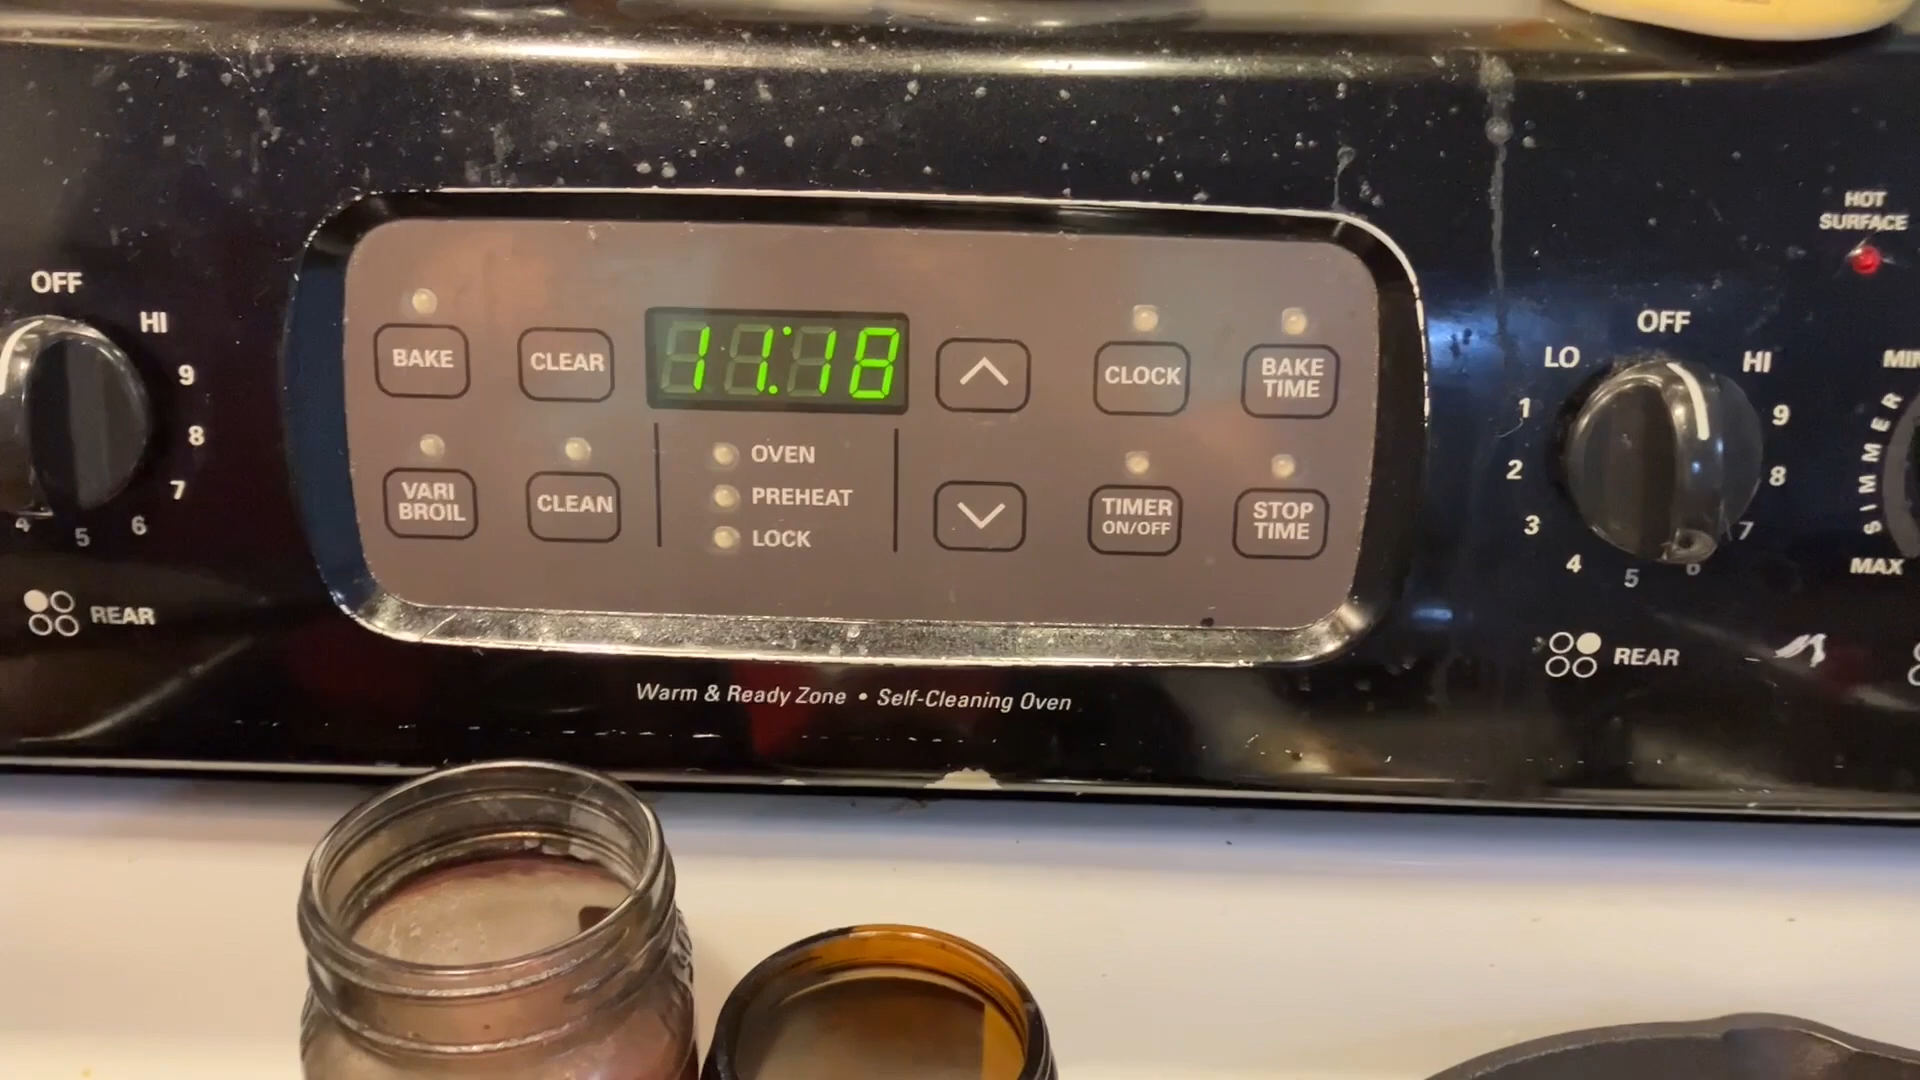 OFF
HI
9
8
7
6
5
4
REAR
BAKE
CLEAR
11:18
CLOCK
BAKE TIME
VARI BROIL
CLEAN
OVEN
PREHEAT
LOCK
TIMER ON/OFF
STOP TIME
Warm & Ready Zone • Self-Cleaning Oven
OFF
LO
HI
1
9
2
8
3
7
4
5
6
REAR
HOT
SURFACE
SIMMER
MAX